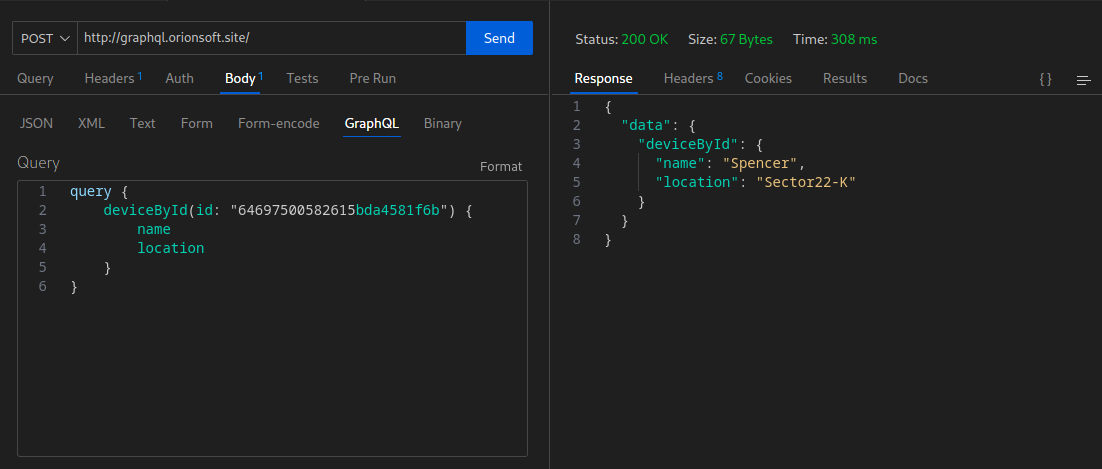 POST http://graphql.orionsoft.site/ Send
Query Headers 1 Auth Body 1 Tests Pre Run
JSON XML Text Form Form-encode GraphQL Binary
Query Format
1 query {
2 deviceById(id: "64697500582615bda4581f6b") {
3 name
4 location
5 }
6 }
Status: 200 OK Size: 67 Bytes Time: 308 ms
Response Headers 8 Cookies Results Docs { }
1 {
2 "data": {
3 "deviceById": {
4 "name": "Spencer",
5 "location": "Sector22-K"
6 }
7 }
8 }